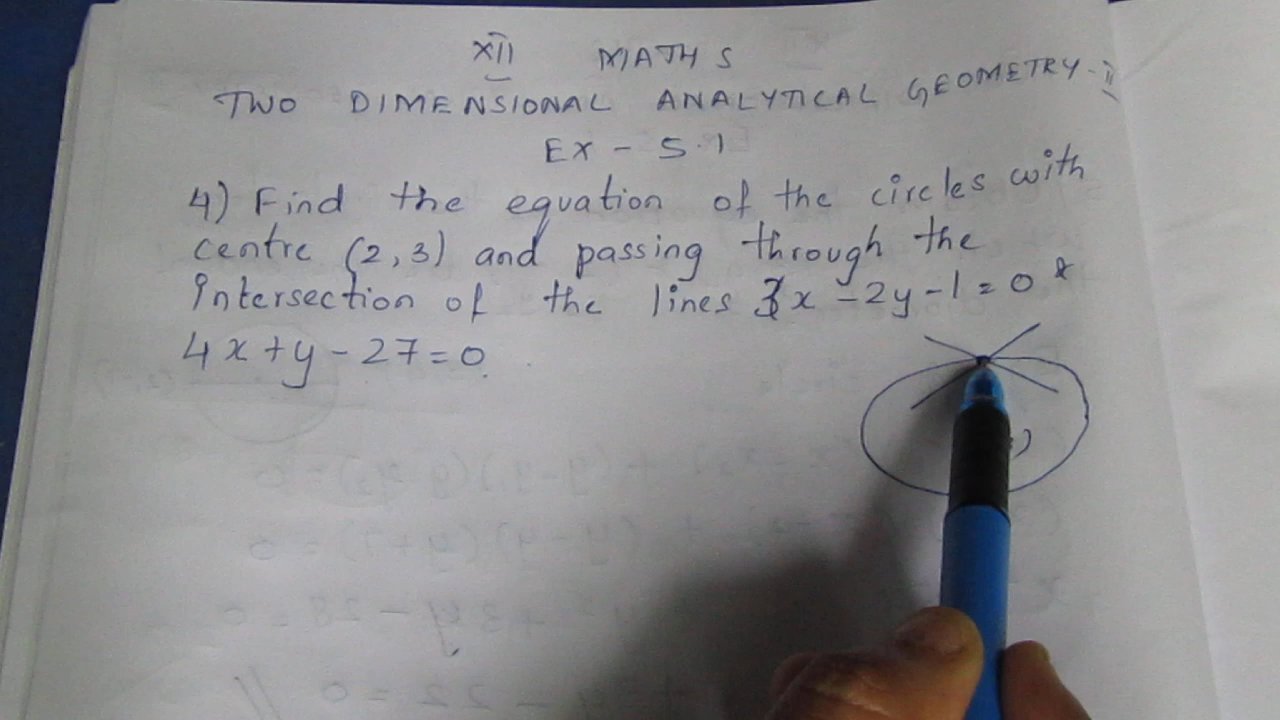 XII MATHS
TWO DIMENSIONAL ANALYTICAL GEOMETRY-II
EX - 5.1
4) Find the equation of the circles with
centre (2,3) and passing through the
intersection of the lines 3x - 2y - 1 = 0 &
4x + y - 27 = 0.